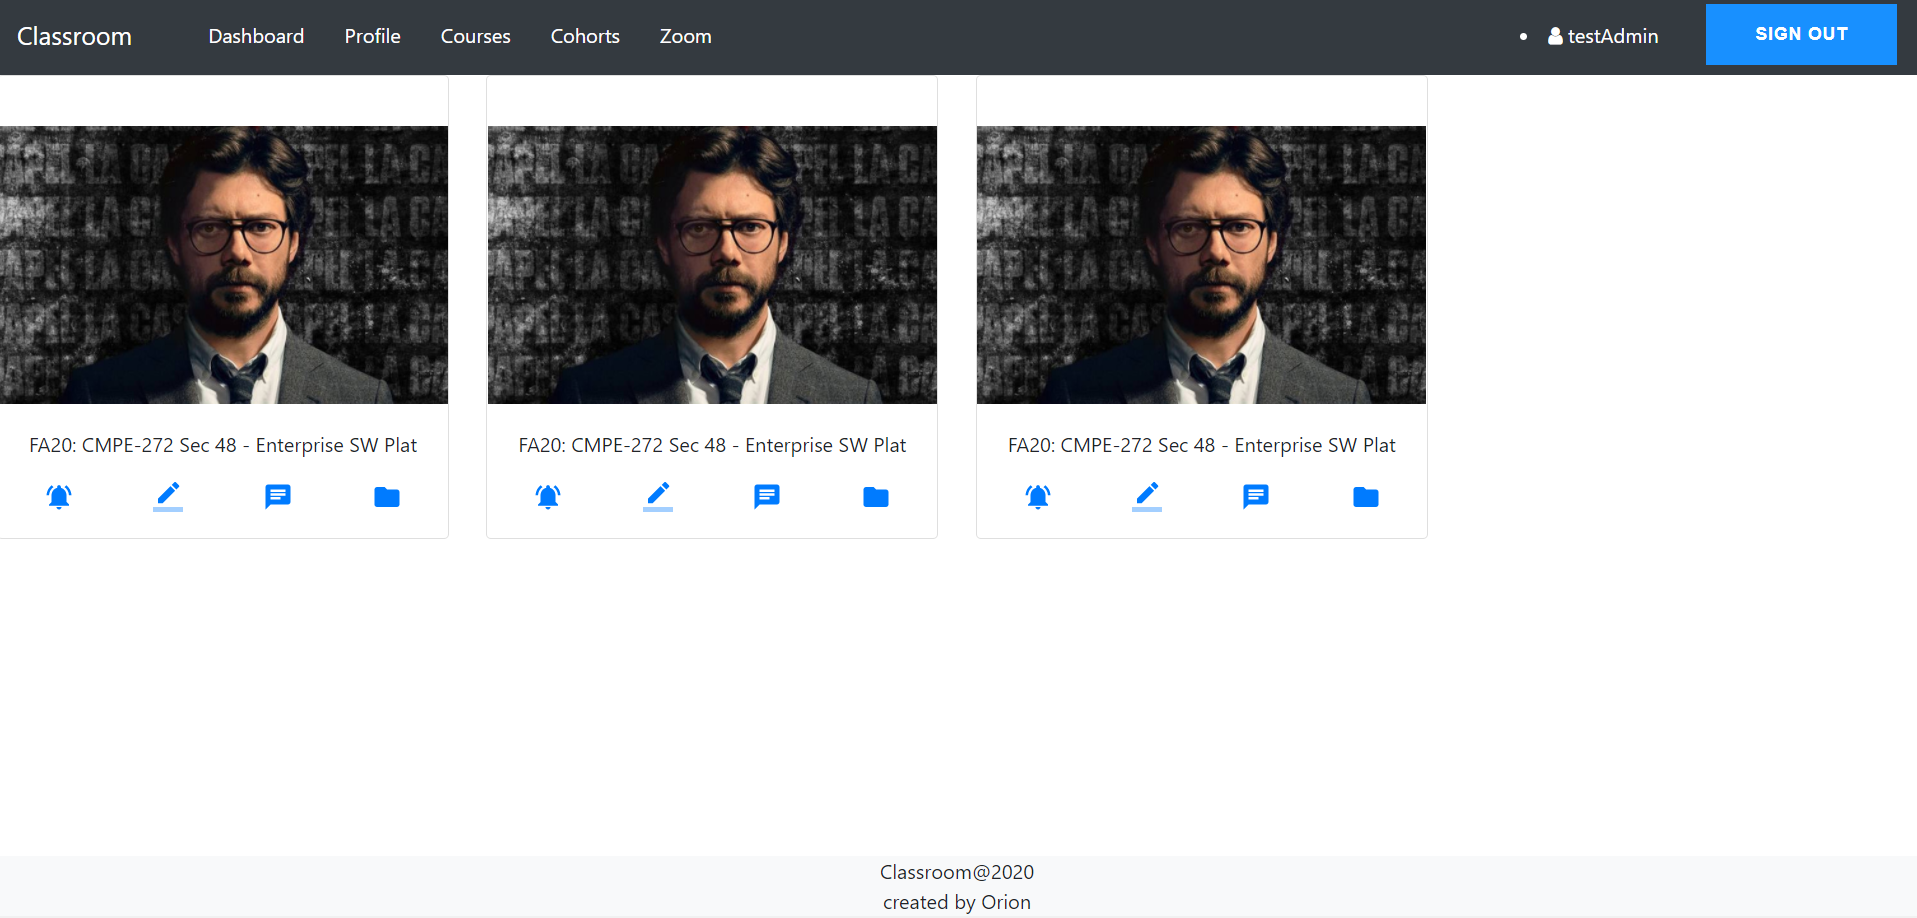 Classroom Dashboard Profile Courses Cohorts Zoom testAdmin SIGN OUT
FA20: CMPE-272 Sec 48 - Enterprise SW Plat
FA20: CMPE-272 Sec 48 - Enterprise SW Plat
FA20: CMPE-272 Sec 48 - Enterprise SW Plat
Classroom@2020
created by Orion